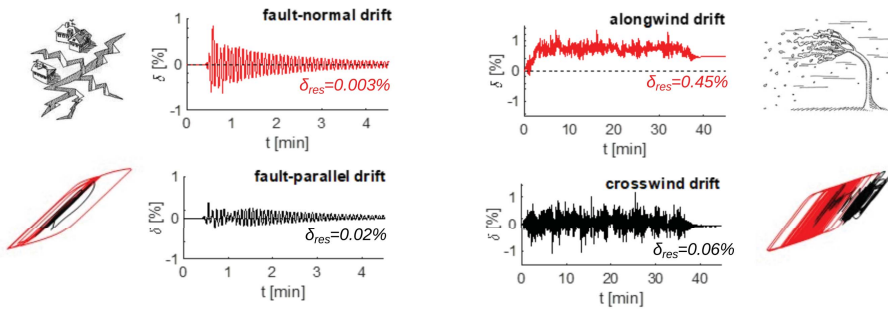 fault-normal drift
1
0
-1
δ [%]
δres=0.003%
0 1 2 3 4
t [min]
fault-parallel drift
1
0
-1
δ [%]
δres=0.02%
0 1 2 3 4
t [min]
alongwind drift
1
0
-1
δ [%]
δres=0.45%
0 10 20 30 40
t [min]
crosswind drift
1
0
-1
δ [%]
δres=0.06%
0 10 20 30 40
t [min]